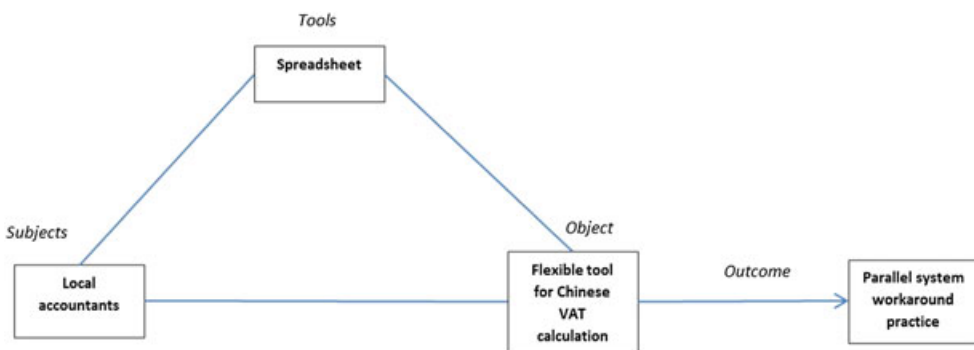 Tools
Spreadsheet
Subjects
Local
accountants
Object
Flexible tool
for Chinese
VAT
calculation
Outcome
Parallel system
workaround
practice